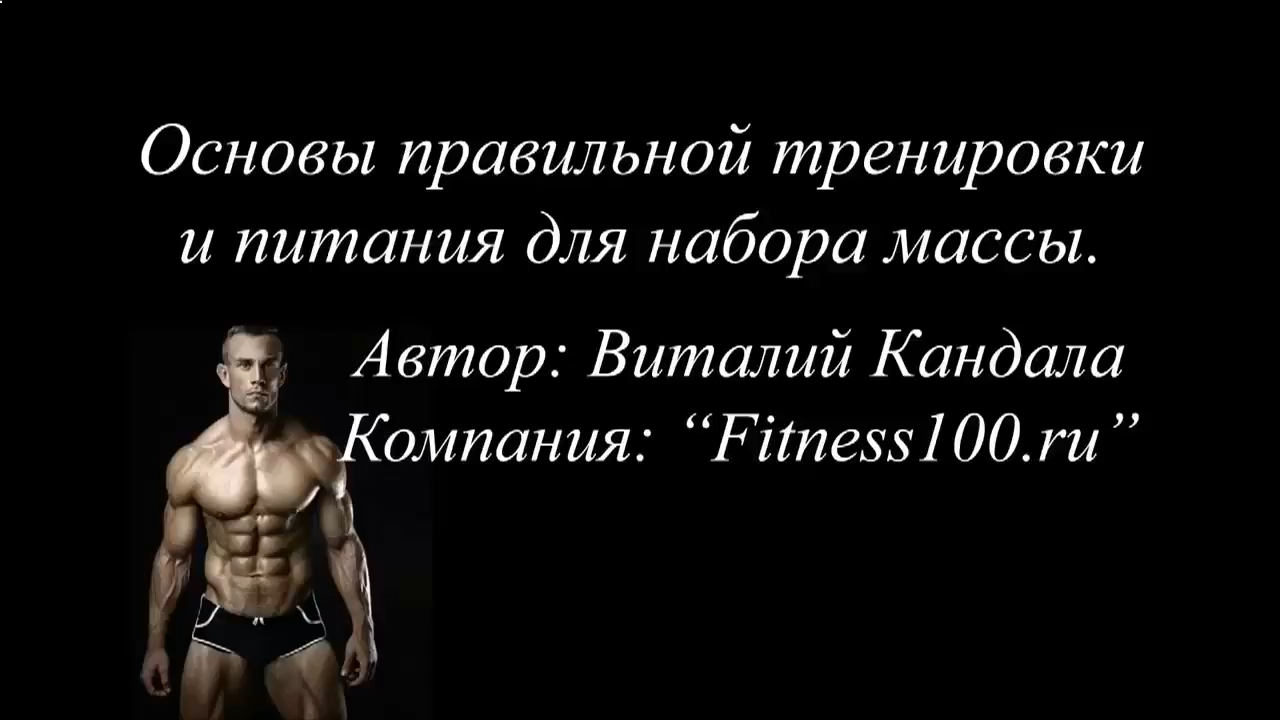 Основы правильной тренировки
и питания для набора массы.
Автор: Виталий Кандала
Компания: “Fitness100.ru”